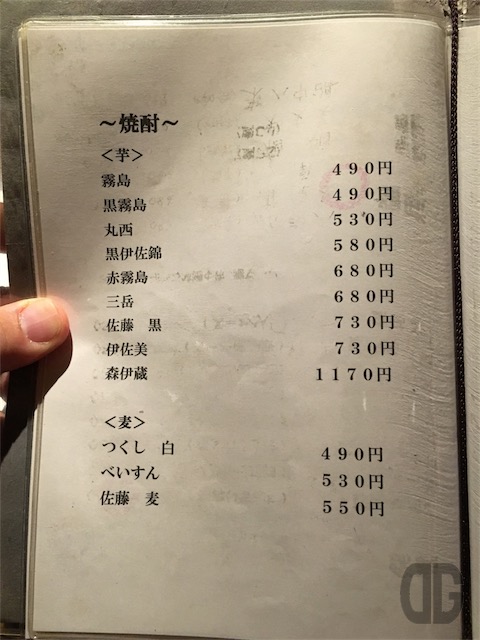 ～焼酎～
＜芋＞
霧島 490円
黒霧島 490円
丸西 530円
黒伊佐錦 580円
赤霧島 680円
三岳 680円
佐藤 黒 730円
伊佐美 730円
森伊蔵 1170円
＜麦＞
つくし 白 490円
べいすん 530円
佐藤 麦 550円
DG